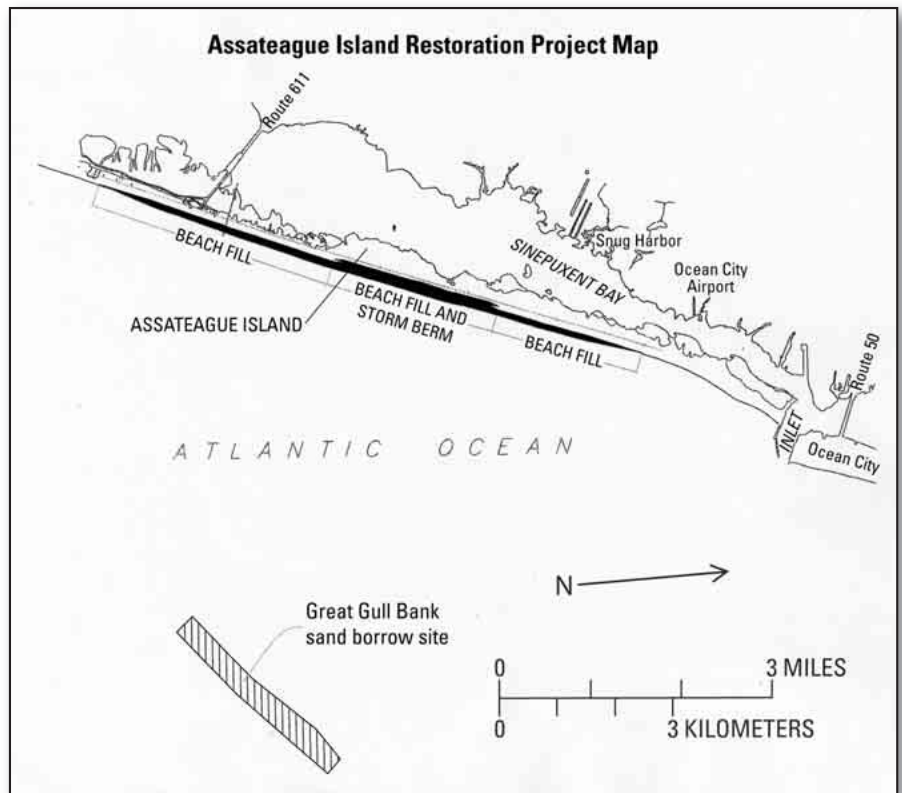 Assateague Island Restoration Project Map
Route 611
BEACH FILL
ASSATEAGUE ISLAND
BEACH FILL AND
STORM BERM
BEACH FILL
SINEPUXENT BAY
Snug Harbor
Ocean City
Airport
Route 50
INLET
Ocean City
ATLANTIC OCEAN
N
Great Gull Bank
sand borrow site
0
3 MILES
0
3 KILOMETERS